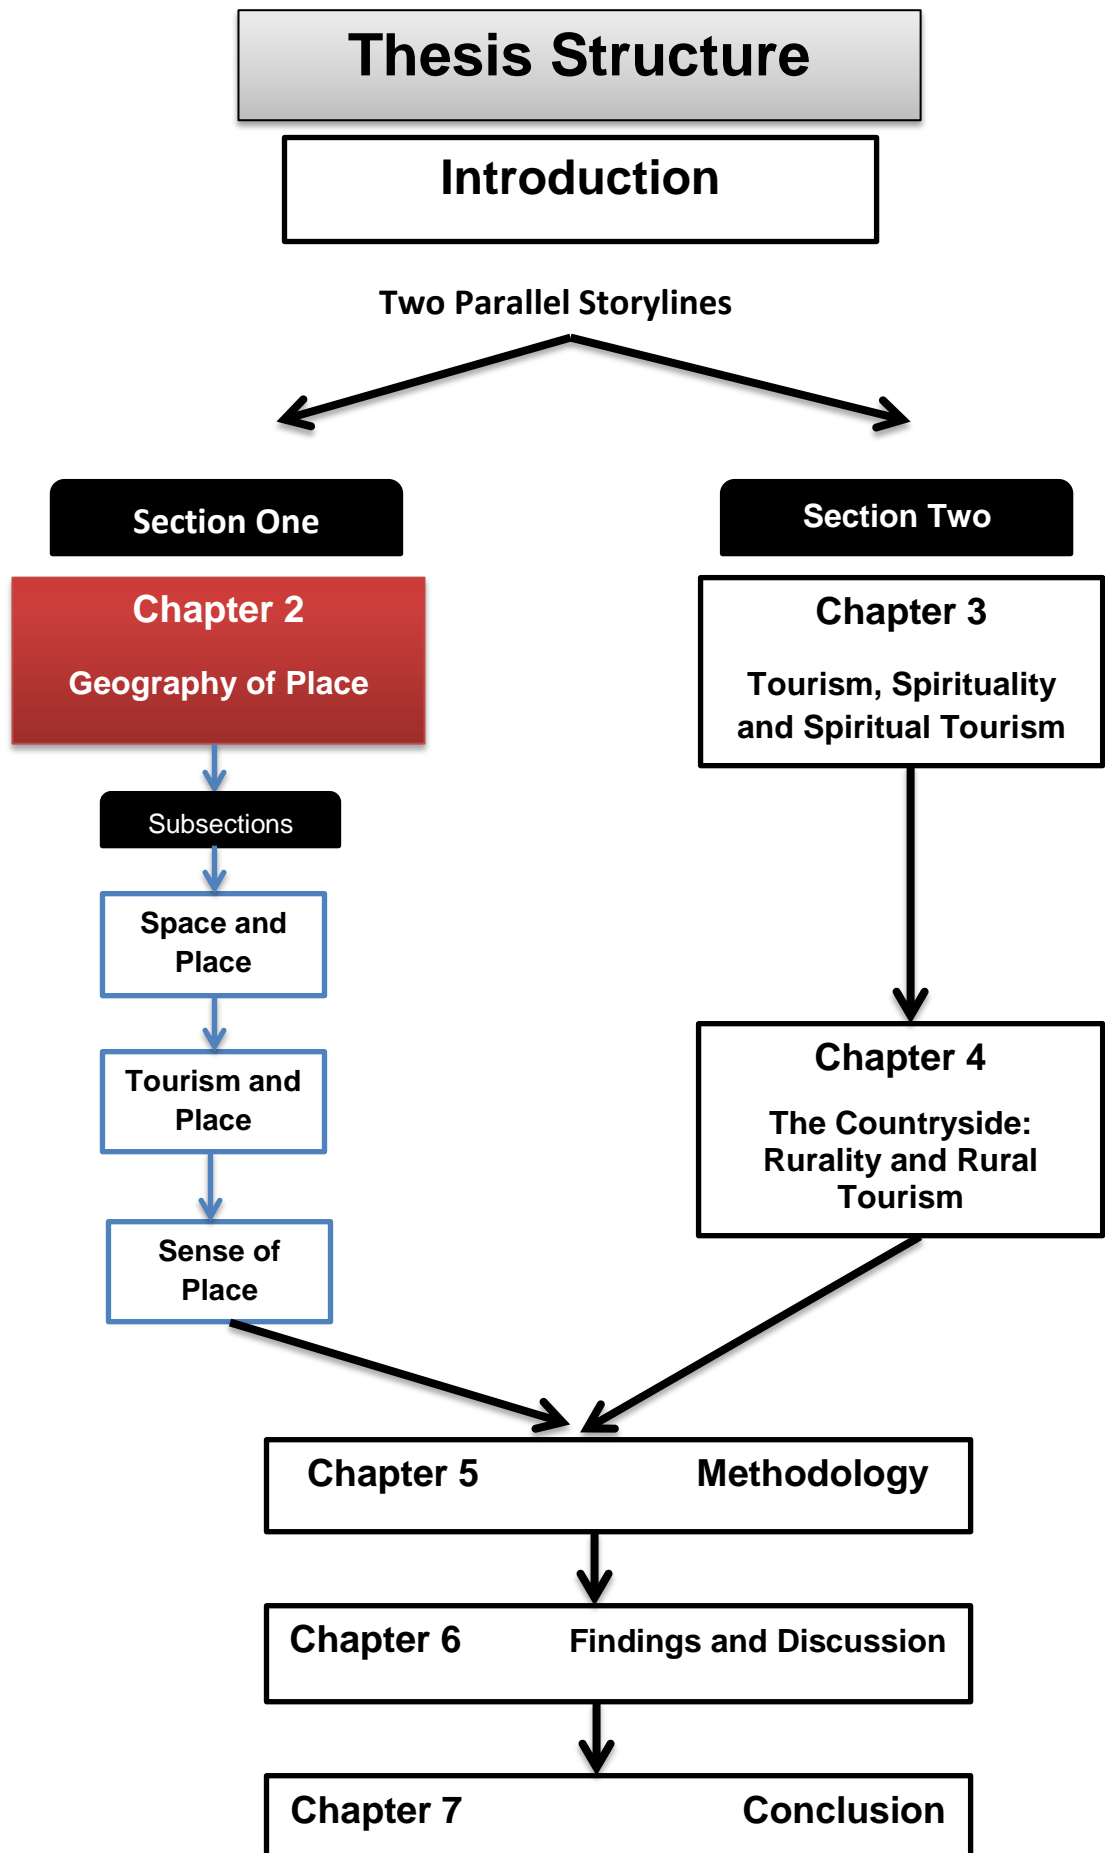 Thesis Structure
Introduction
Two Parallel Storylines
Section One
Chapter 2
Geography of Place
Subsections
Space and
Place
Tourism and
Place
Sense of
Place
Section Two
Chapter 3
Tourism, Spirituality
and Spiritual Tourism
Chapter 4
The Countryside:
Rurality and Rural
Tourism
Chapter 5 Methodology
Chapter 6 Findings and Discussion
Chapter 7 Conclusion